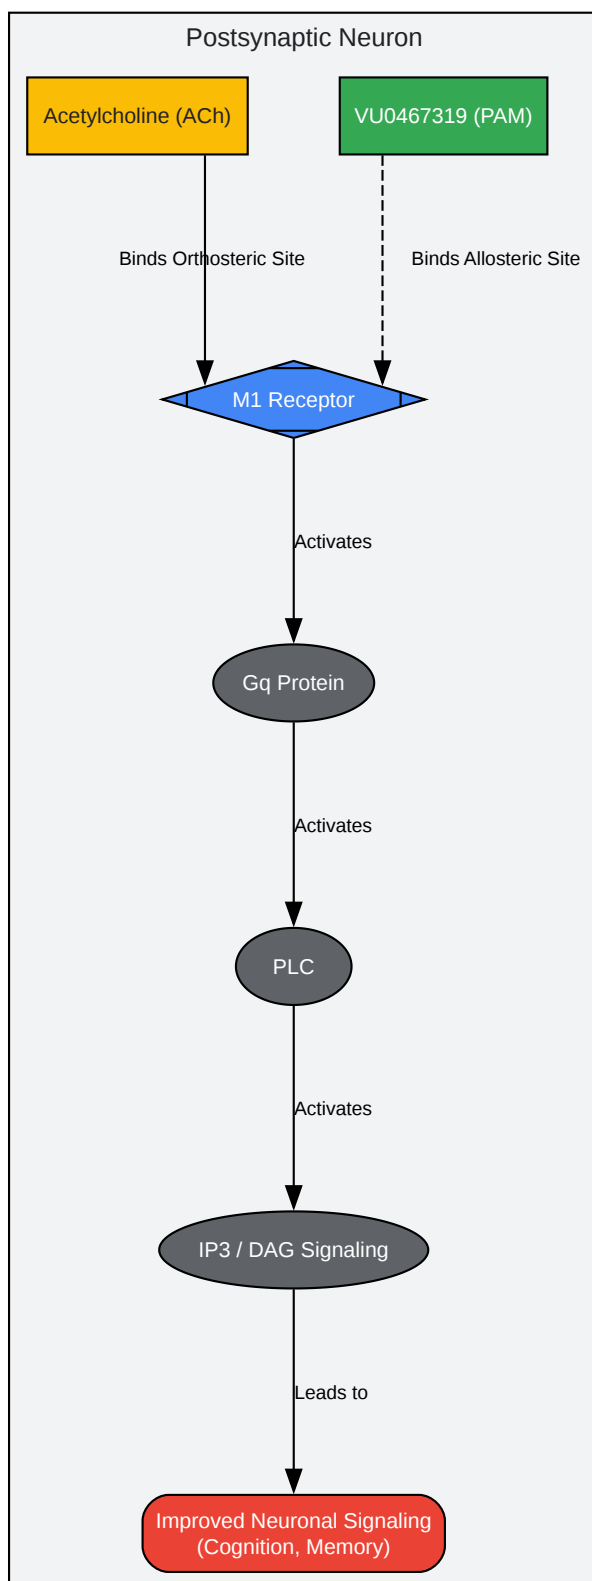 Postsynaptic Neuron
Acetylcholine (ACh)
VU0467319 (PAM)
Binds Orthosteric Site
Binds Allosteric Site
M1 Receptor
Activates
Gq Protein
Activates
PLC
Activates
IP3 / DAG Signaling
Leads to
Improved Neuronal Signaling
(Cognition, Memory)